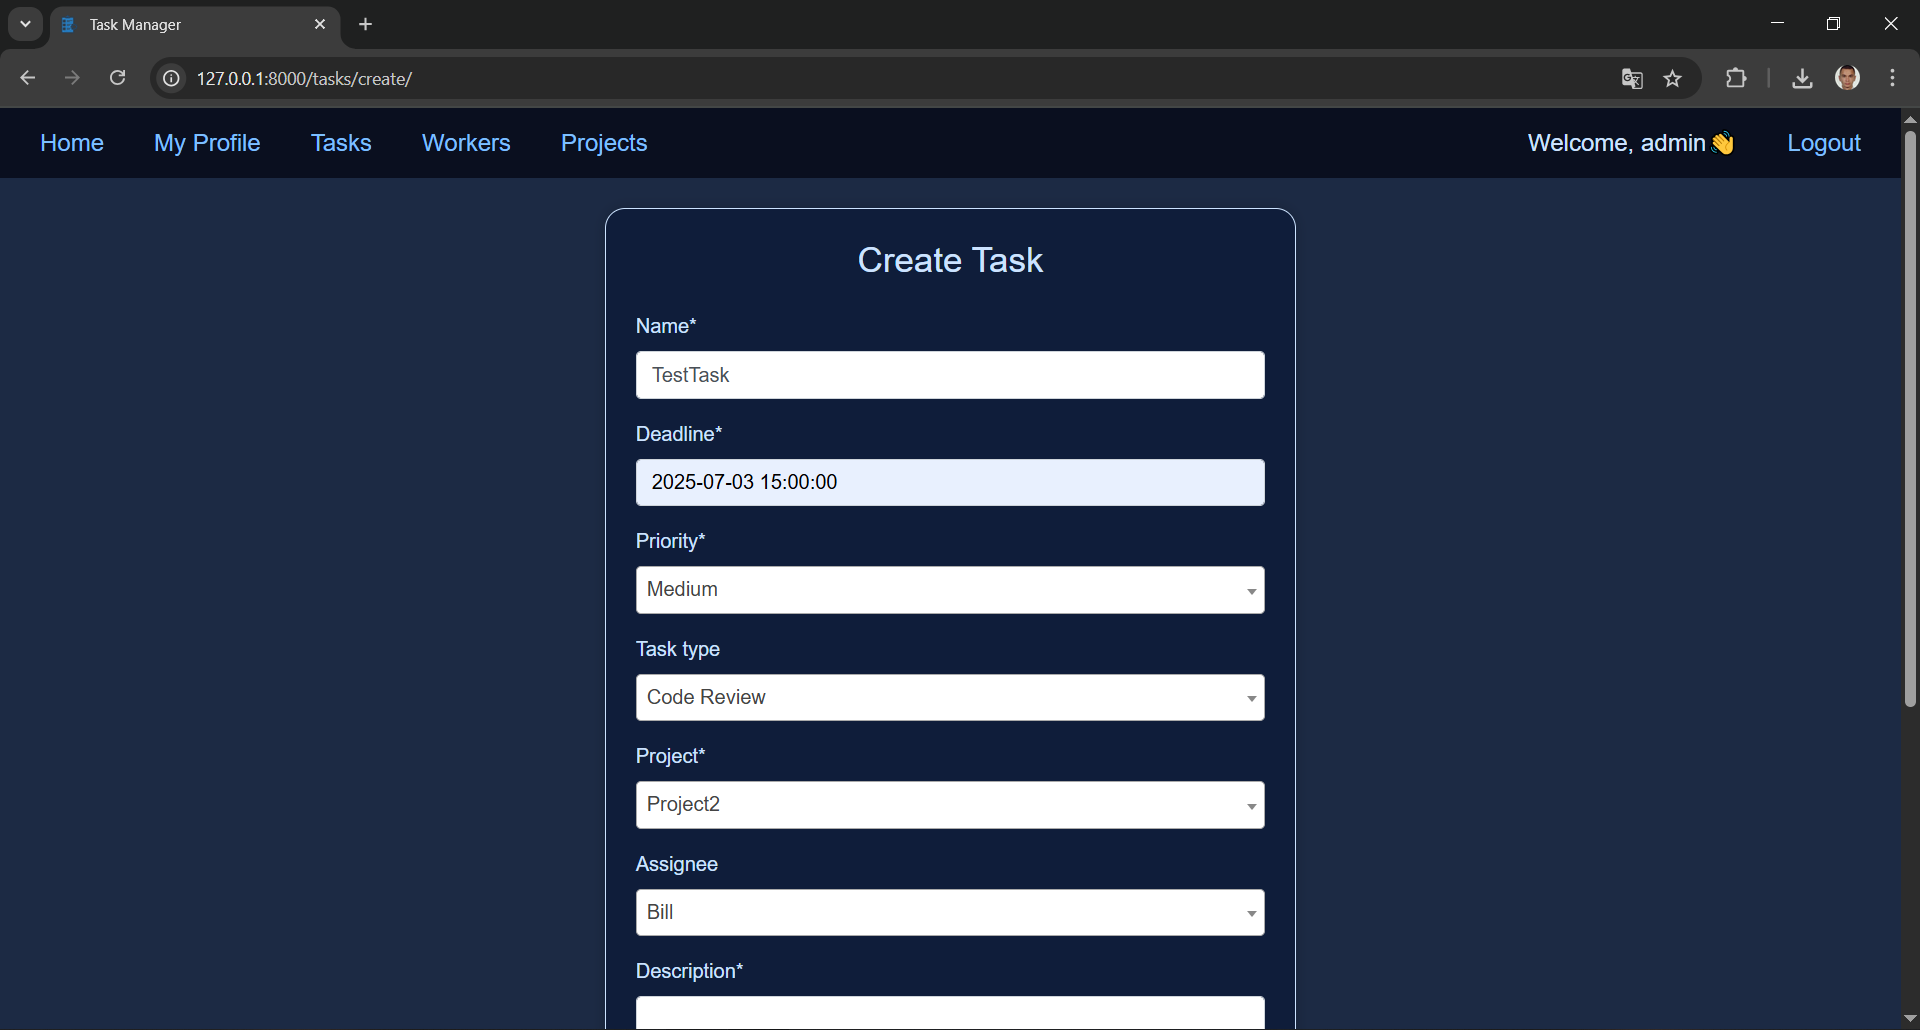 Task Manager
127.0.0.1:8000/tasks/create/
Home My Profile Tasks Workers Projects Welcome, admin👋 Logout
Create Task
Name*
TestTask
Deadline*
2025-07-03 15:00:00
Priority*
Medium
Task type
Code Review
Project*
Project2
Assignee
Bill
Description*